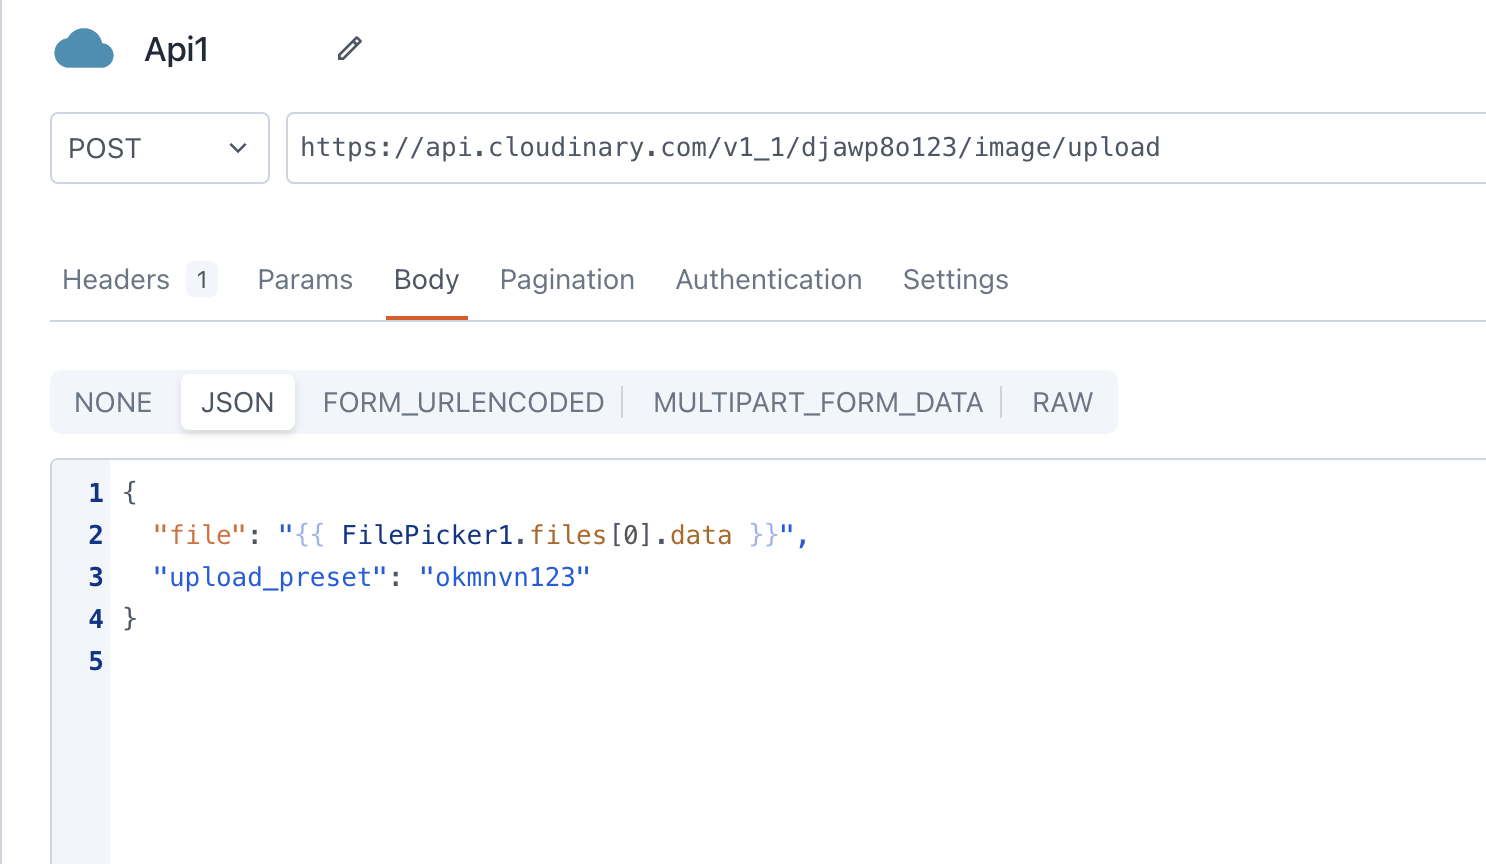 Api1
POST https://api.cloudinary.com/v1_1/djawp8o123/image/upload
Headers 1 Params Body Pagination Authentication Settings
NONE JSON FORM_URLENCODED MULTIPART_FORM_DATA RAW
1 {
2 "file": "{{ FilePicker1.files[0].data }}",
3 "upload_preset": "okmnvn123"
4 }
5